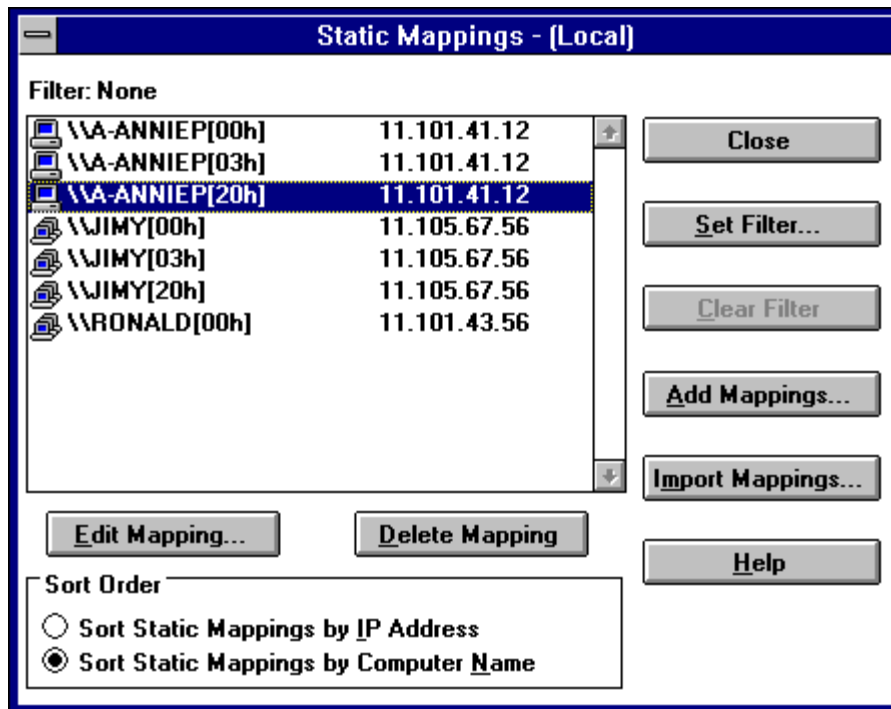 Static Mappings - (Local)
Filter: None
\\A-ANNIEP[00h] 11.101.41.12
\\A-ANNIEP[03h] 11.101.41.12
\\A-ANNIEP[20h] 11.101.41.12
\\JIMY[00h] 11.105.67.56
\\JIMY[03h] 11.105.67.56
\\JIMY[20h] 11.105.67.56
\\RONALD[00h] 11.101.43.56
Close
Set Filter...
Clear Filter
Add Mappings...
Import Mappings...
Help
Edit Mapping...
Delete Mapping
Sort Order
Sort Static Mappings by IP Address
Sort Static Mappings by Computer Name